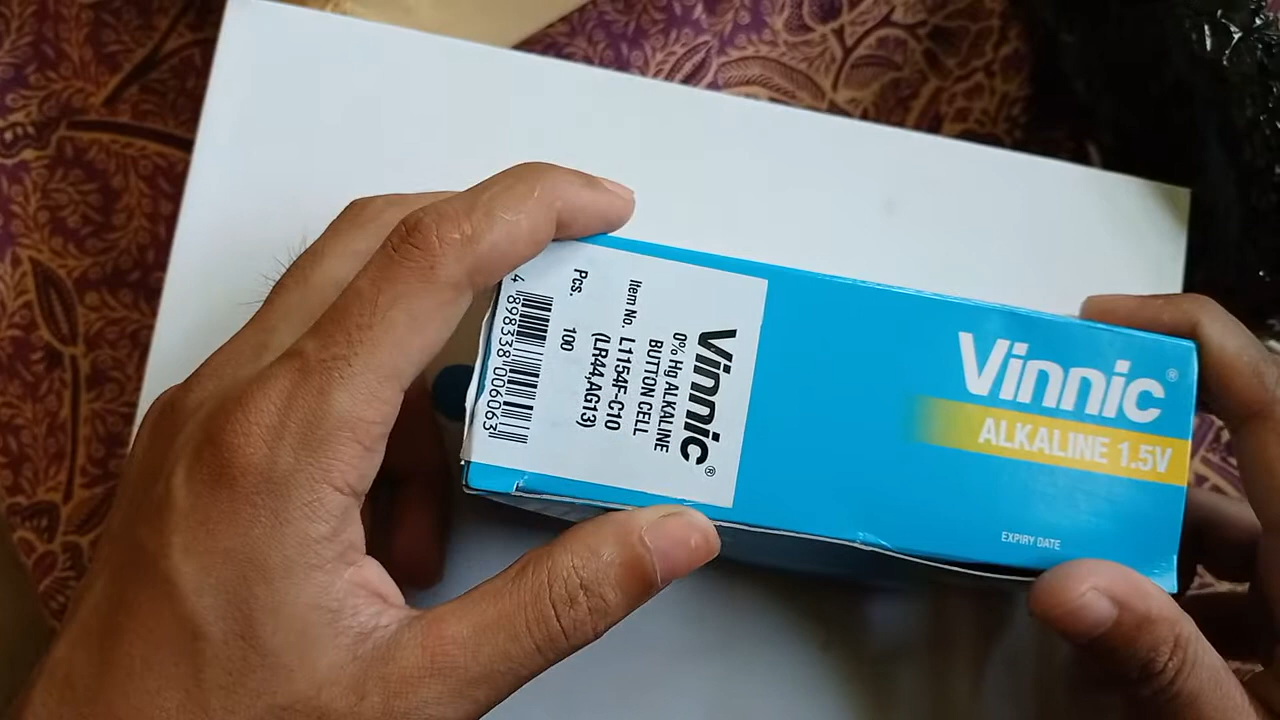 Vinnic®
0% Hg ALKALINE
BUTTON CELL
Item No. L1154F-C10
(LR44,AG13)
Pcs. 100
4 898338 006063
Vinnic®
ALKALINE 1.5V
EXPIRY DATE